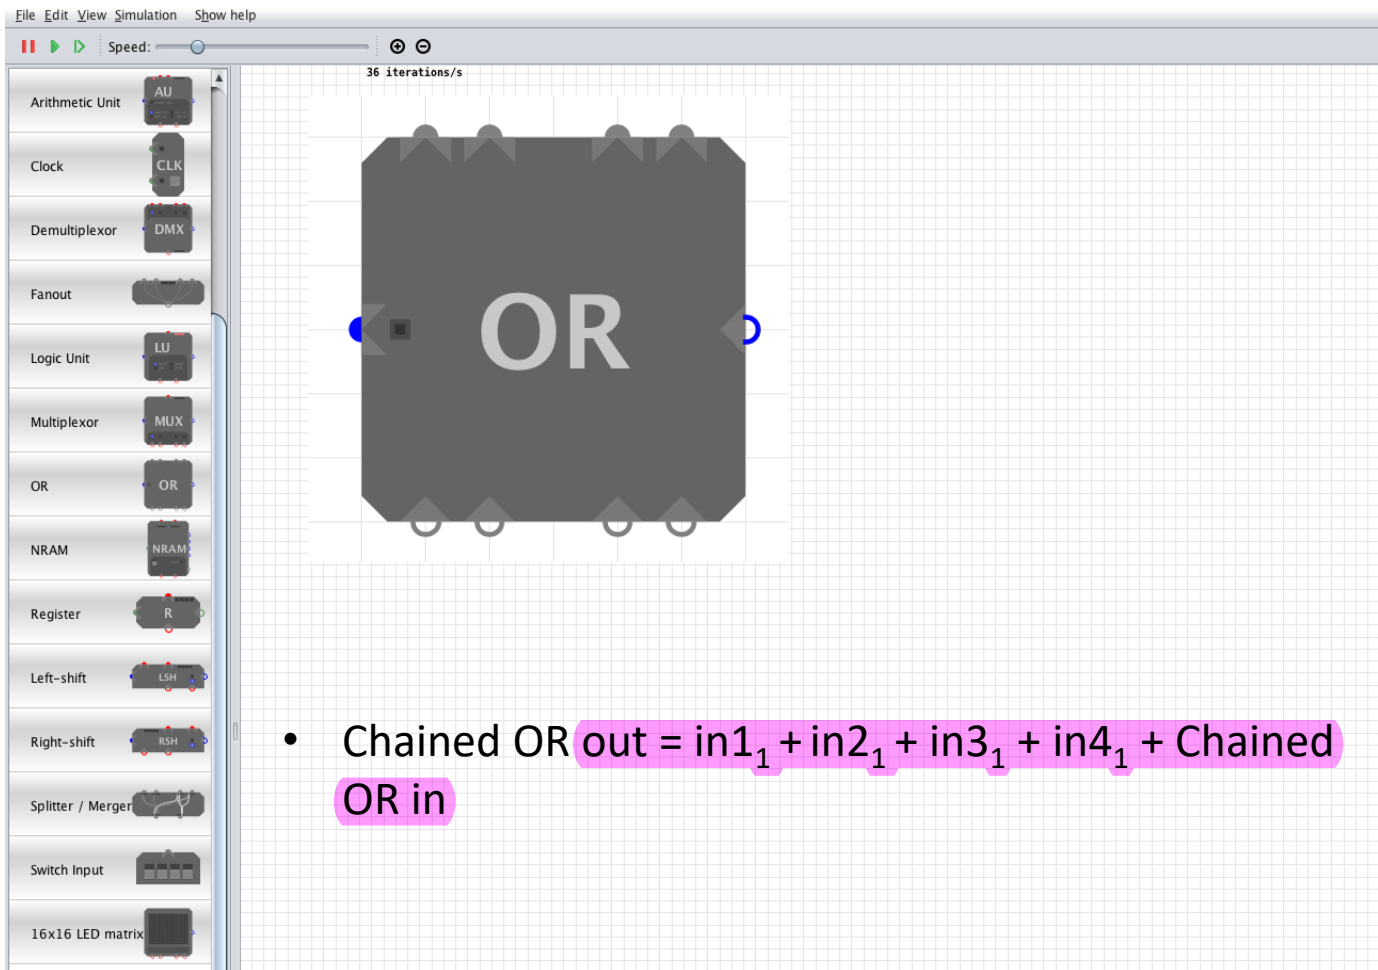 File Edit View Simulation Show help
Speed:
36 iterations/s
Arithmetic Unit AU
Clock CLK
Demultiplexor DMX
Fanout
Logic Unit LU
Multiplexor MUX
OR OR
NRAM NRAM
Register R
Left-shift LSH
Right-shift RSH
Splitter / Merger
Switch Input
16x16 LED matrix
OR
• Chained OR out = in1₁ + in2₁ + in3₁ + in4₁ + Chained
OR in